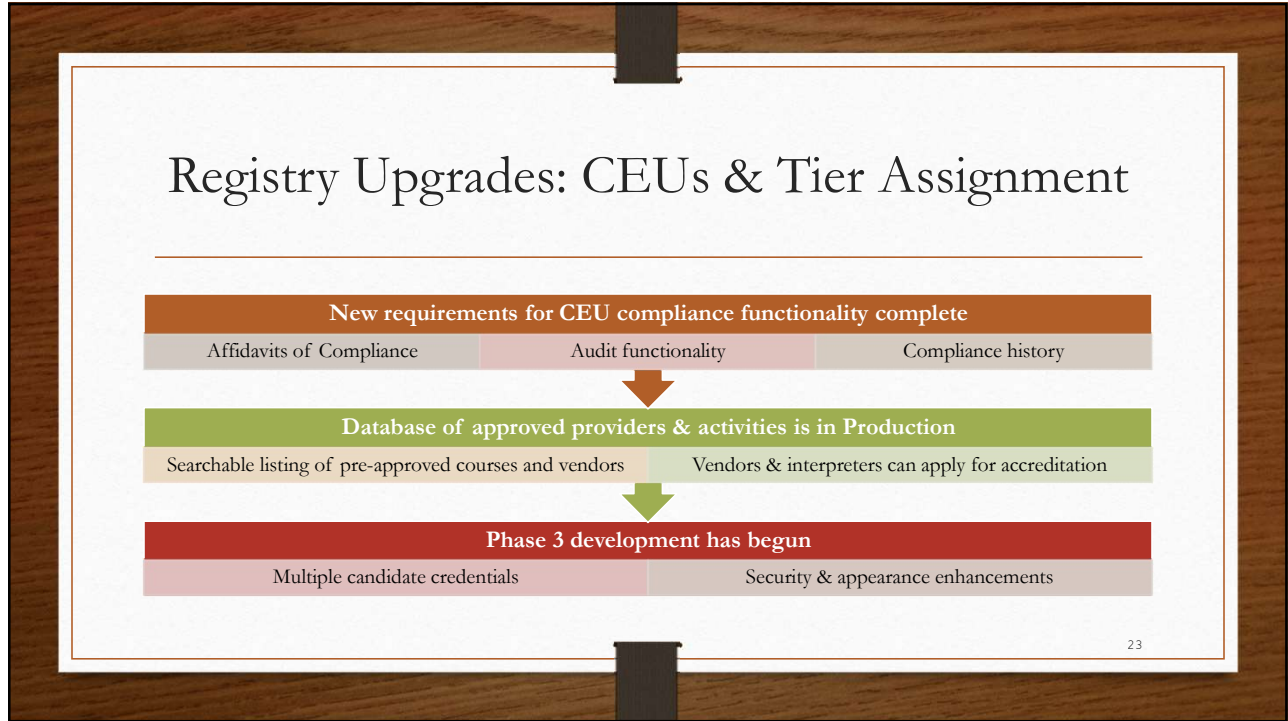 Registry Upgrades: CEUs & Tier Assignment
New requirements for CEU compliance functionality complete
Affidavits of Compliance
Audit functionality
Compliance history
Database of approved providers & activities is in Production
Searchable listing of pre-approved courses and vendors
Vendors & interpreters can apply for accreditation
Phase 3 development has begun
Multiple candidate credentials
Security & appearance enhancements
23